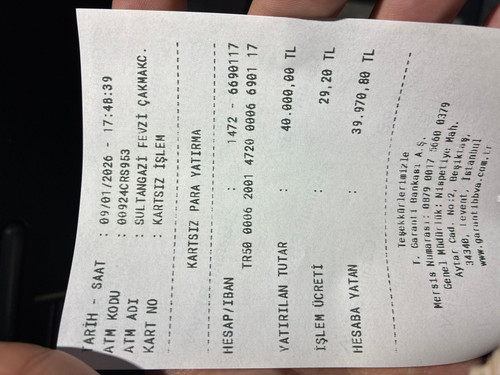 TARİH - SAAT : 09/01/2026 - 17:48:39
ATM KODU : 00924CRS953
ATM ADI : SULTANGAZİ FEVZİ ÇAKMAKC.
KART NO : KARTSIZ İŞLEM
KARTSIZ PARA YATIRMA
HESAP/IBAN : 1472 - 6690117
TR50 0006 2001 4720 0006 6901 17
YATIRILAN TUTAR : 40.000,00 TL
İŞLEM ÜCRETİ : 29,20 TL
HESABA YATAN : 39.970,80 TL
Teşekkürlerimizle
T. Garanti Bankası A.Ş.
Mersis Numarası: 0879 0017 5660 0379
Genel Müdürlük: Nispetiye Mah.
Aytar Cad. No:2, Beşiktaş,
34340, Levent, İstanbul
www.garantibbva.com.tr